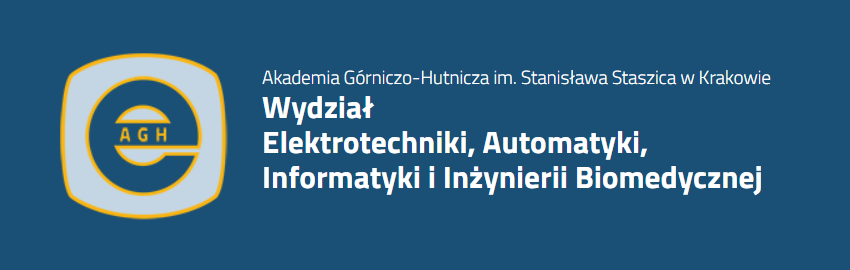 AGH
Akademia Górniczo-Hutnicza im. Stanisława Staszica w Krakowie
Wydział
Elektrotechniki, Automatyki,
Informatyki i Inżynierii Biomedycznej